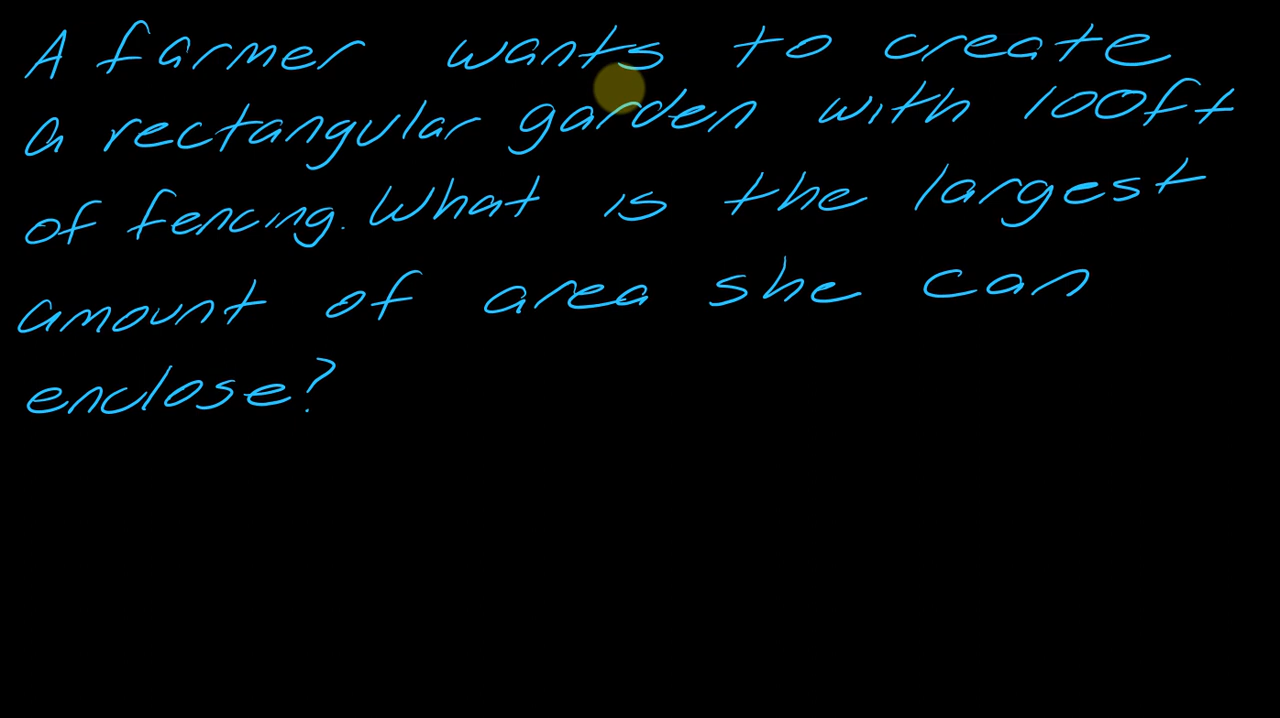 A farmer wants to create
a rectangular garden with 100ft
of fencing. What is the largest
amount of area she can
enclose?